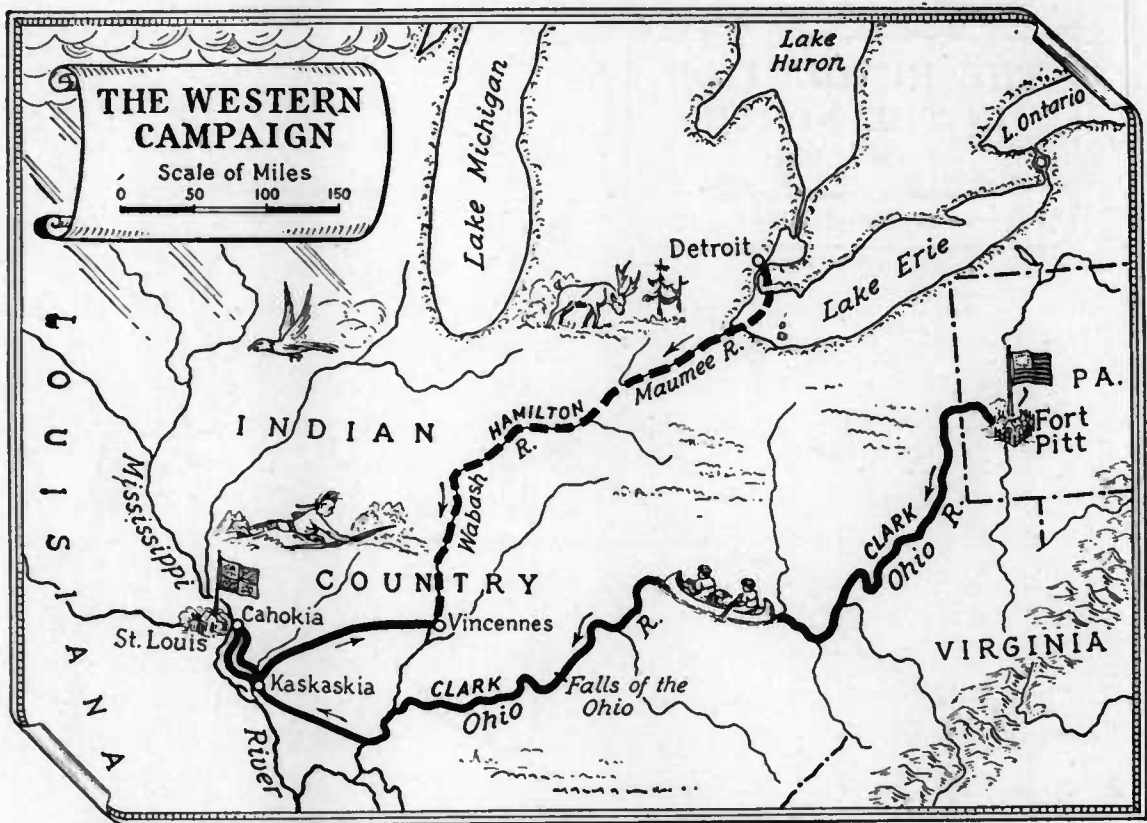 THE WESTERN
CAMPAIGN
Scale of Miles
0 50 100 150
Lake Michigan
Lake
Huron
L. Ontario
Detroit
Lake Erie
Maumee R.
HAMILTON
Wabash R.
INDIAN
COUNTRY
LOUISIANA
Mississippi
River
PA.
Fort
Pitt
CLARK
Ohio R.
VIRGINIA
Cahokia
St. Louis
Vincennes
Kaskaskia
CLARK
Ohio R.
Falls of the
Ohio